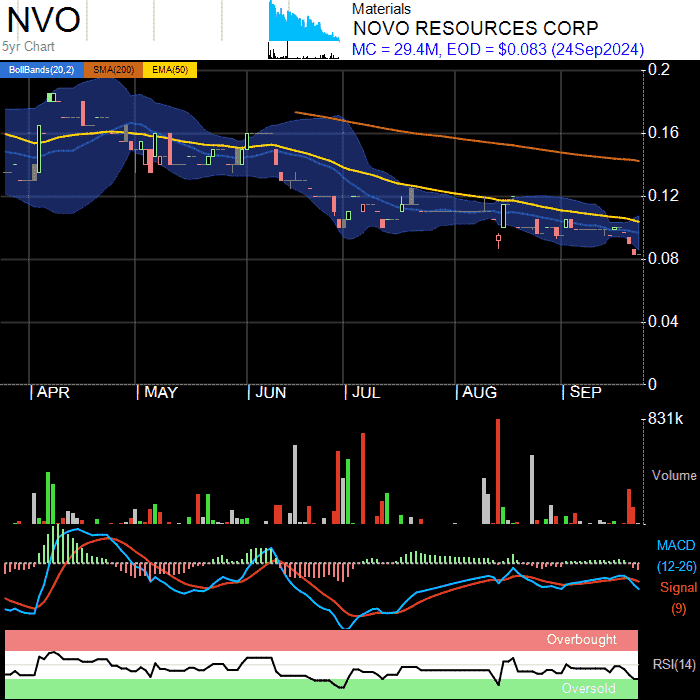 NVO
5yr Chart
Materials
NOVO RESOURCES CORP
MC = 29.4M, EOD = $0.083 (24Sep2024)
BollBands(20,2) SMA(200) EMA(50)
0.2
0.16
0.12
0.08
0.04
0
APR MAY JUN JUL AUG SEP
831k
Volume
MACD
(12-26)
Signal
(9)
Overbought
RSI(14)
Oversold